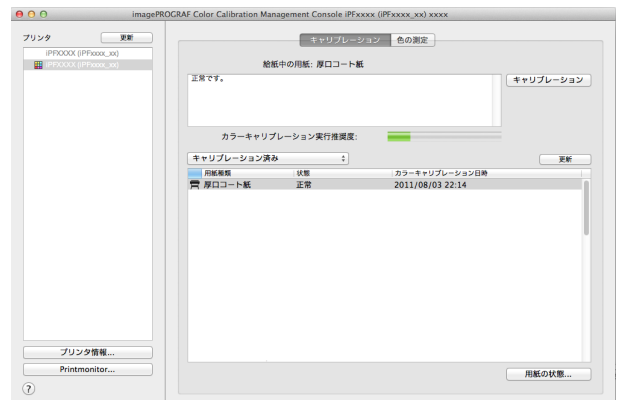 imagePROGRAF Color Calibration Management Console iPFxxxx (iPFxxxx_xx) xxxx
プリンタ
更新
iPFXXXX (iPFxxxx_xx)
iPFXXXX (iPFxxxx_xx)
キャリブレーション 色の測定
給紙中の用紙: 厚口コート紙
正常です。
キャリブレーション
カラーキャリブレーション実行推奨度:
キャリブレーション済み
更新
用紙種類 状態 カラーキャリブレーション日時
厚口コート紙 正常 2011/08/03 22:14
プリンタ情報...
Printmonitor...
用紙の状態...
?